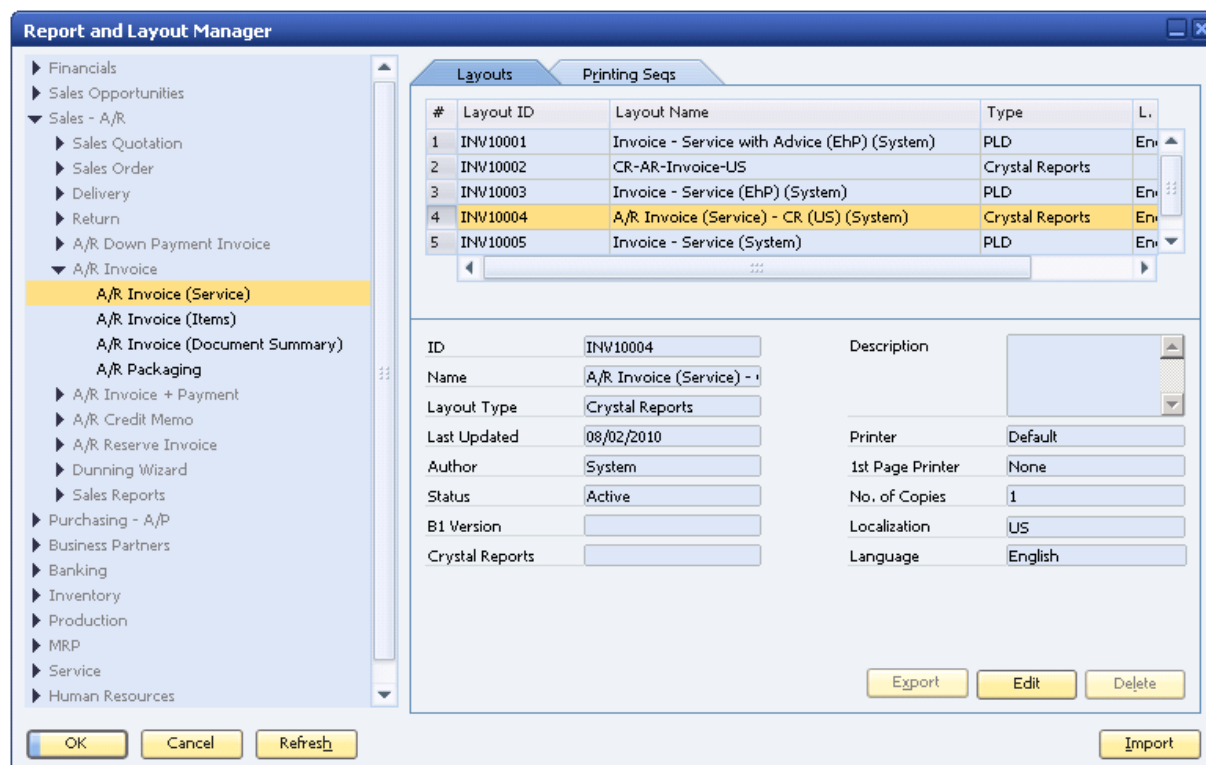 Report and Layout Manager
Financials
Sales Opportunities
Sales - A/R
Sales Quotation
Sales Order
Delivery
Return
A/R Down Payment Invoice
A/R Invoice
A/R Invoice (Service)
A/R Invoice (Items)
A/R Invoice (Document Summary)
A/R Packaging
A/R Invoice + Payment
A/R Credit Memo
A/R Reserve Invoice
Dunning Wizard
Sales Reports
Purchasing - A/P
Business Partners
Banking
Inventory
Production
MRP
Service
Human Resources
Layouts Printing Seqs
# Layout ID Layout Name Type L.
1 INV10001 Invoice - Service with Advice (EhP) (System) PLD En
2 INV10002 CR-AR-Invoice-US Crystal Reports
3 INV10003 Invoice - Service (EhP) (System) PLD En
4 INV10004 A/R Invoice (Service) - CR (US) (System) Crystal Reports En
5 INV10005 Invoice - Service (System) PLD En
ID INV10004 Description
Name A/R Invoice (Service) -
Layout Type Crystal Reports
Last Updated 08/02/2010 Printer Default
Author System 1st Page Printer None
Status Active No. of Copies 1
B1 Version Localization US
Crystal Reports Language English
Export Edit Delete
OK Cancel Refresh Import